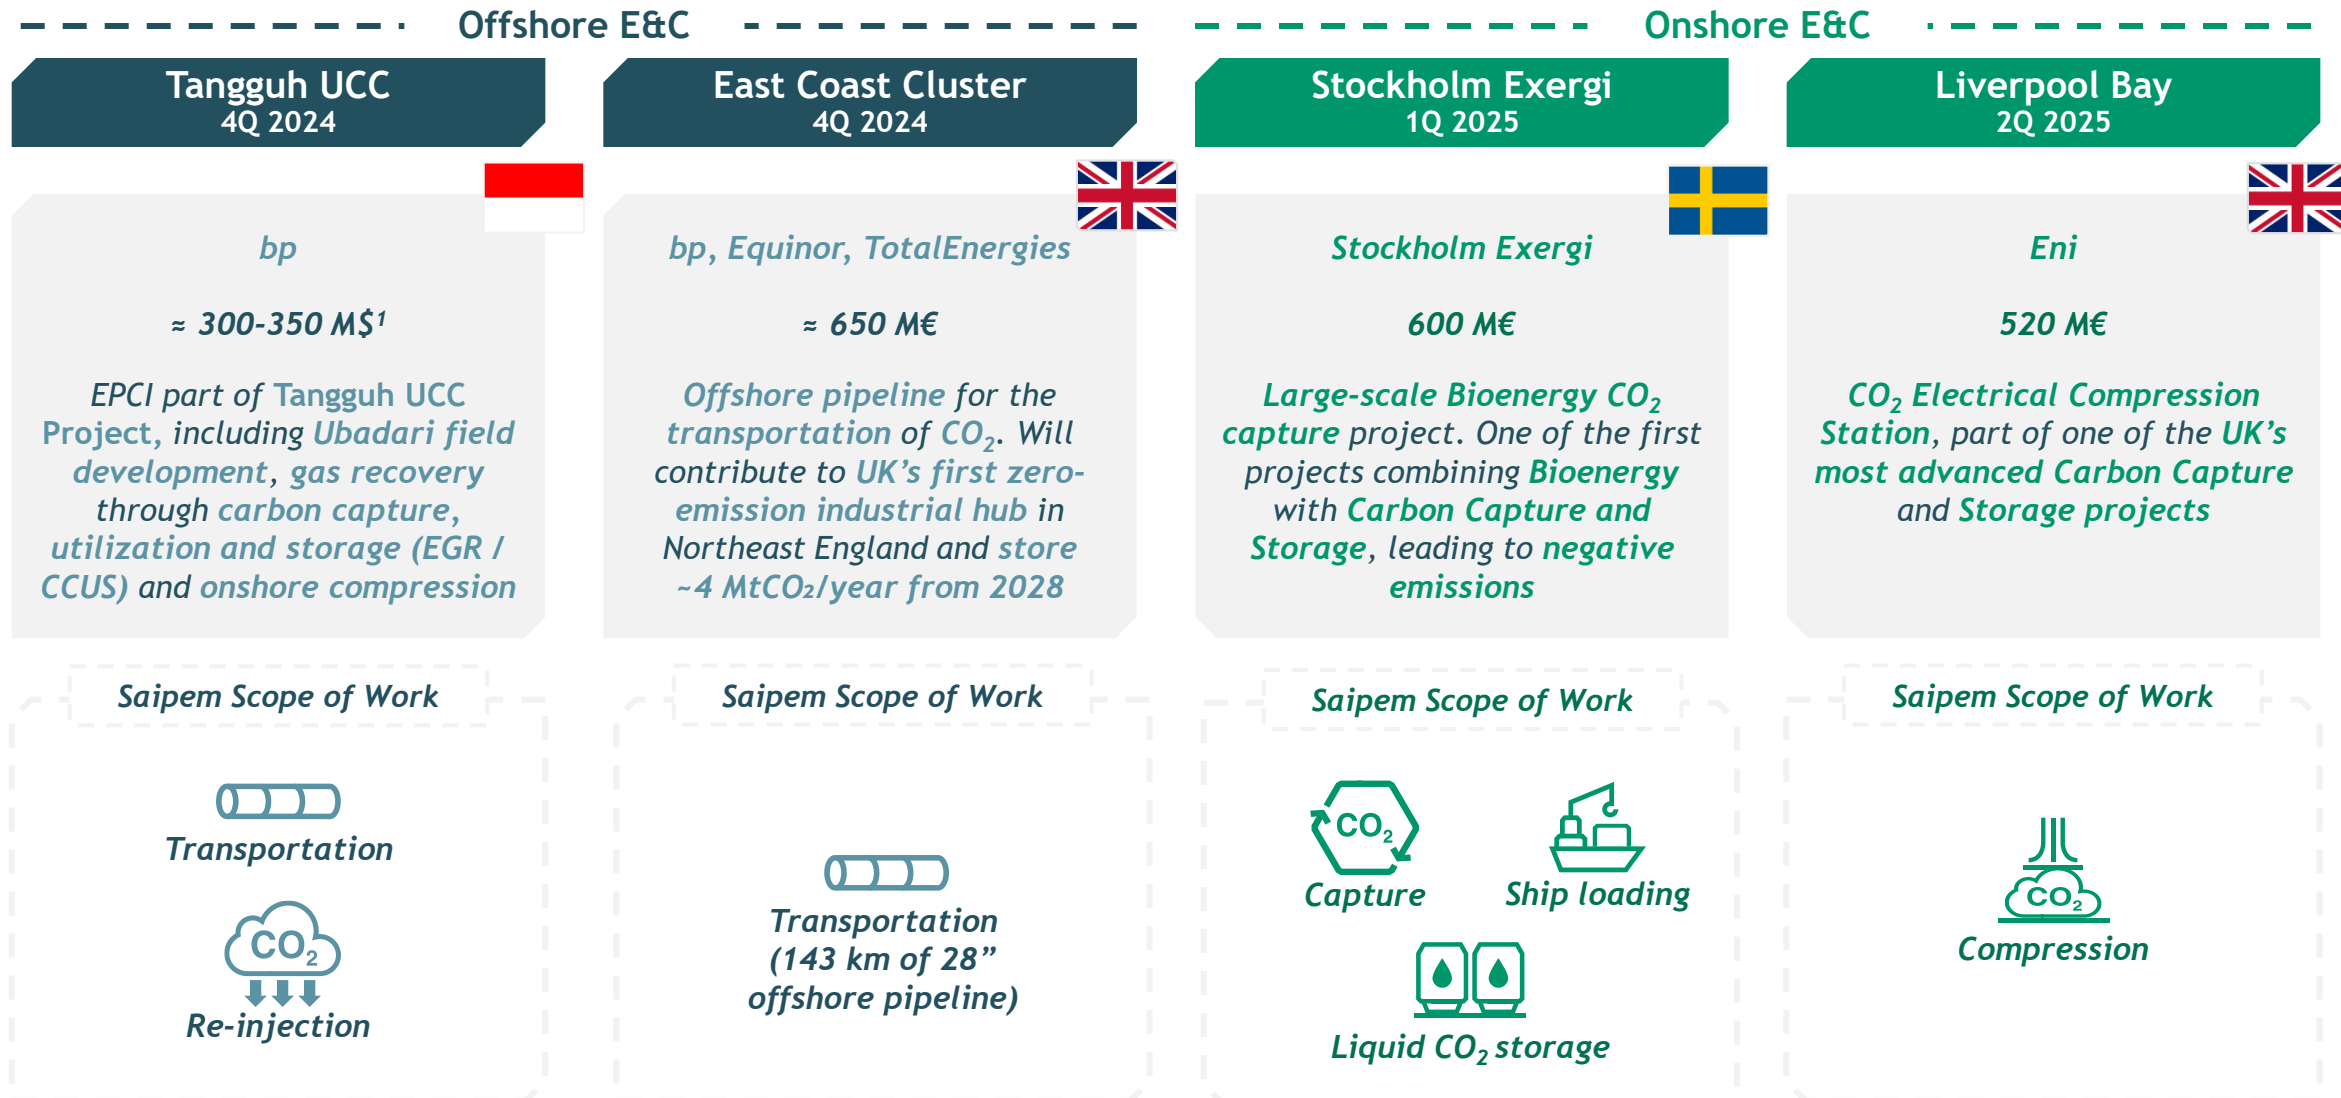 Offshore E&C
Onshore E&C
Tangguh UCC
4Q 2024
bp
≈ 300-350 M$¹
EPCI part of Tangguh UCC
Project, including Ubadari field
development, gas recovery
through carbon capture,
utilization and storage (EGR /
CCUS) and onshore compression
Saipem Scope of Work
Transportation
CO₂
Re-injection
East Coast Cluster
4Q 2024
bp, Equinor, TotalEnergies
≈ 650 M€
Offshore pipeline for the
transportation of CO₂. Will
contribute to UK’s first zero-
emission industrial hub in
Northeast England and store
~4 MtCO₂/year from 2028
Saipem Scope of Work
Transportation
(143 km of 28”
offshore pipeline)
Stockholm Exergi
1Q 2025
Stockholm Exergi
600 M€
Large-scale Bioenergy CO₂
capture project. One of the first
projects combining Bioenergy
with Carbon Capture and
Storage, leading to negative
emissions
Saipem Scope of Work
CO₂
Capture
Ship loading
Liquid CO₂ storage
Liverpool Bay
2Q 2025
Eni
520 M€
CO₂ Electrical Compression
Station, part of one of the UK’s
most advanced Carbon Capture
and Storage projects
Saipem Scope of Work
CO₂
Compression